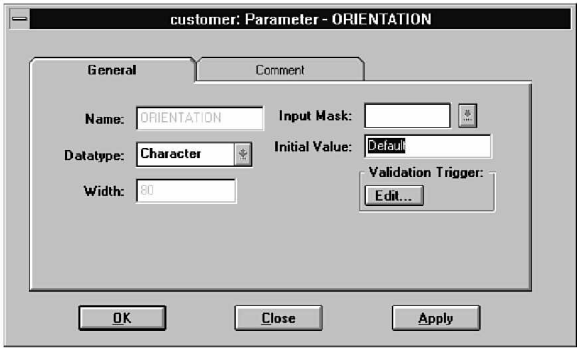 customer: Parameter - ORIENTATION
General
Comment
Name: ORIENTATION
Input Mask:
Datatype: Character
Initial Value: Default
Width: 80
Validation Trigger:
Edit...
OK
Close
Apply